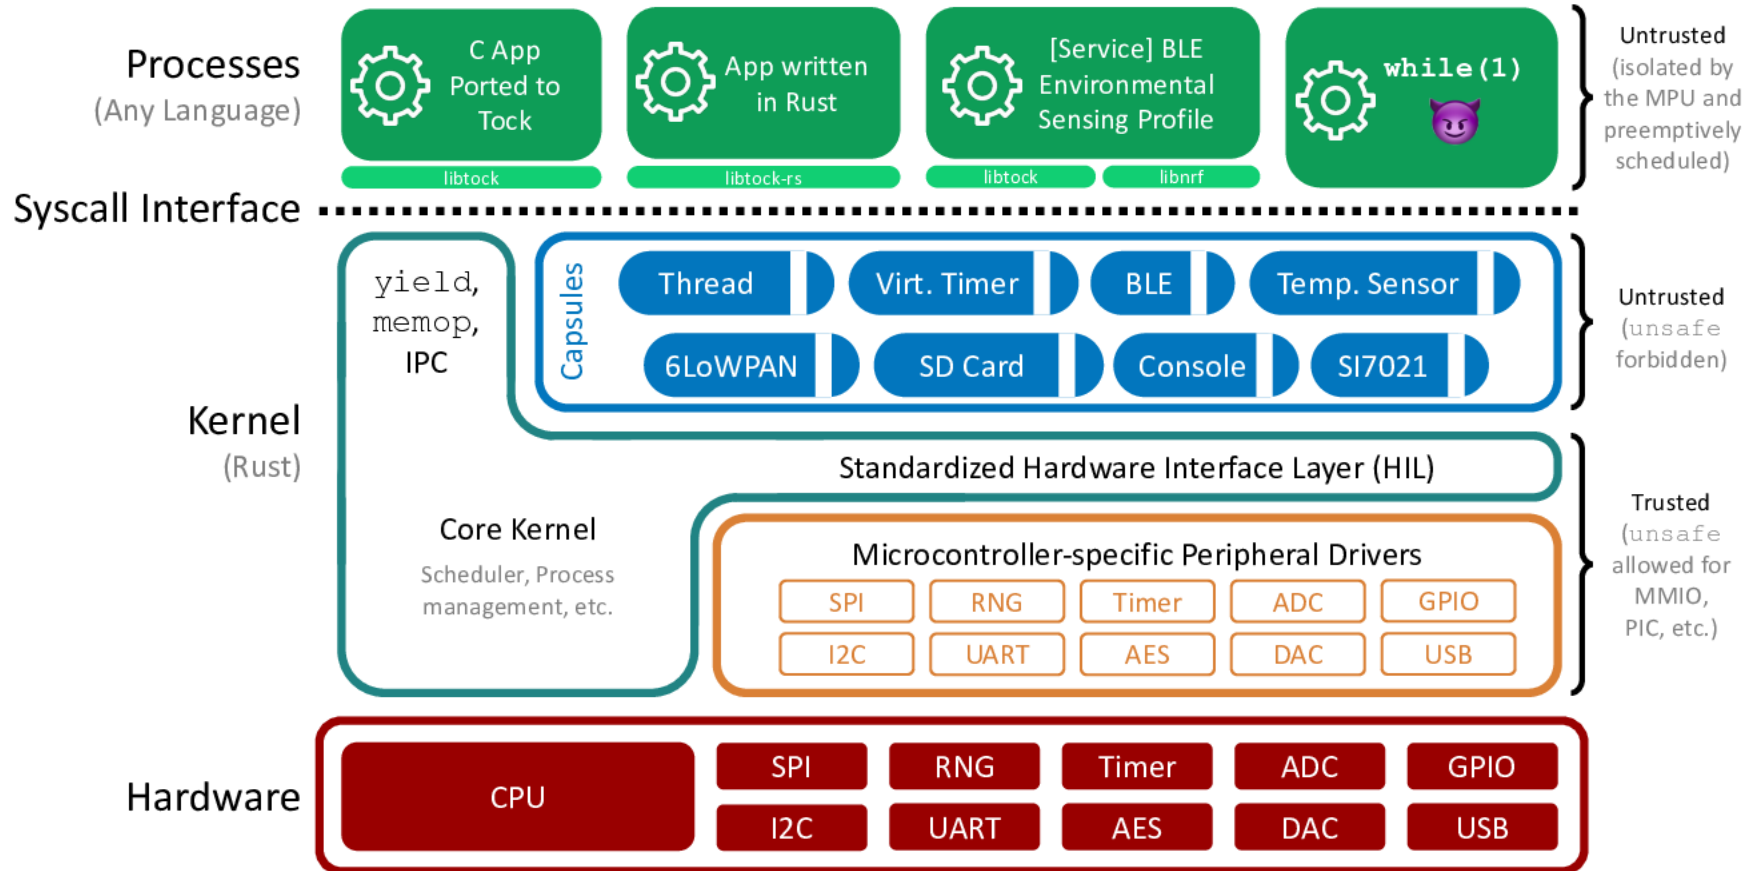 Processes
(Any Language)
C App
Ported to
Tock
libtock
App written
in Rust
libtock-rs
[Service] BLE
Environmental
Sensing Profile
libtock
libnrf
while(1)
Untrusted
(isolated by
the MPU and
preemptively
scheduled)
Syscall Interface
Kernel
(Rust)
yield,
memop,
IPC
Capsules
Thread
Virt. Timer
BLE
Temp. Sensor
6LoWPAN
SD Card
Console
SI7021
Untrusted
(unsafe
forbidden)
Standardized Hardware Interface Layer (HIL)
Core Kernel
Scheduler, Process
management, etc.
Microcontroller-specific Peripheral Drivers
SPI
RNG
Timer
ADC
GPIO
I2C
UART
AES
DAC
USB
Trusted
(unsafe
allowed for
MMIO,
PIC, etc.)
Hardware
CPU
SPI
RNG
Timer
ADC
GPIO
I2C
UART
AES
DAC
USB